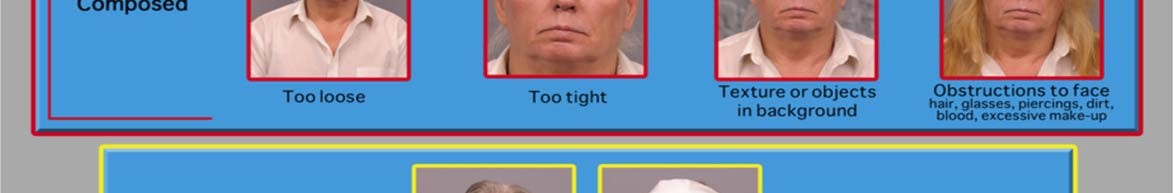 Composed
Too loose
Too tight
Texture or objects
in background
Obstructions to face
hair, glasses, piercings, dirt,
blood, excessive make-up